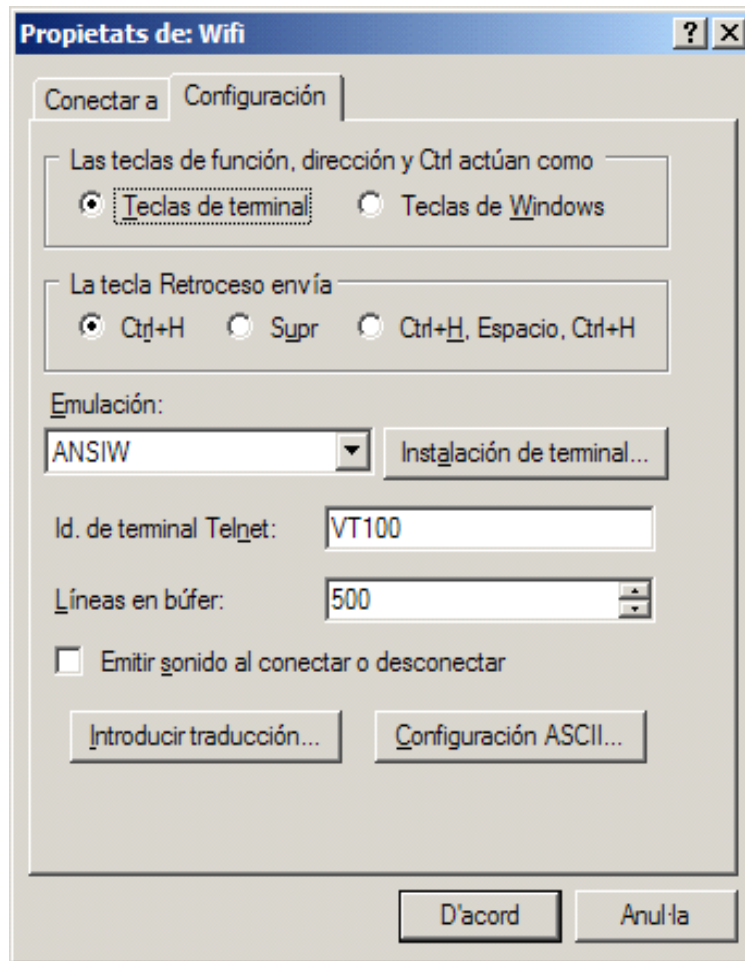 Propietats de: Wifi
Conectar a Configuración
Las teclas de función, dirección y Ctrl actúan como
Teclas de terminal Teclas de Windows
La tecla Retroceso envía
Ctrl+H Supr Ctrl+H, Espacio, Ctrl+H
Emulación:
ANSIW Instalación de terminal...
Id. de terminal Telnet: VT100
Líneas en búfer: 500
Emitir sonido al conectar o desconectar
Introducir traducción... Configuración ASCII...
D'acord Anul·la